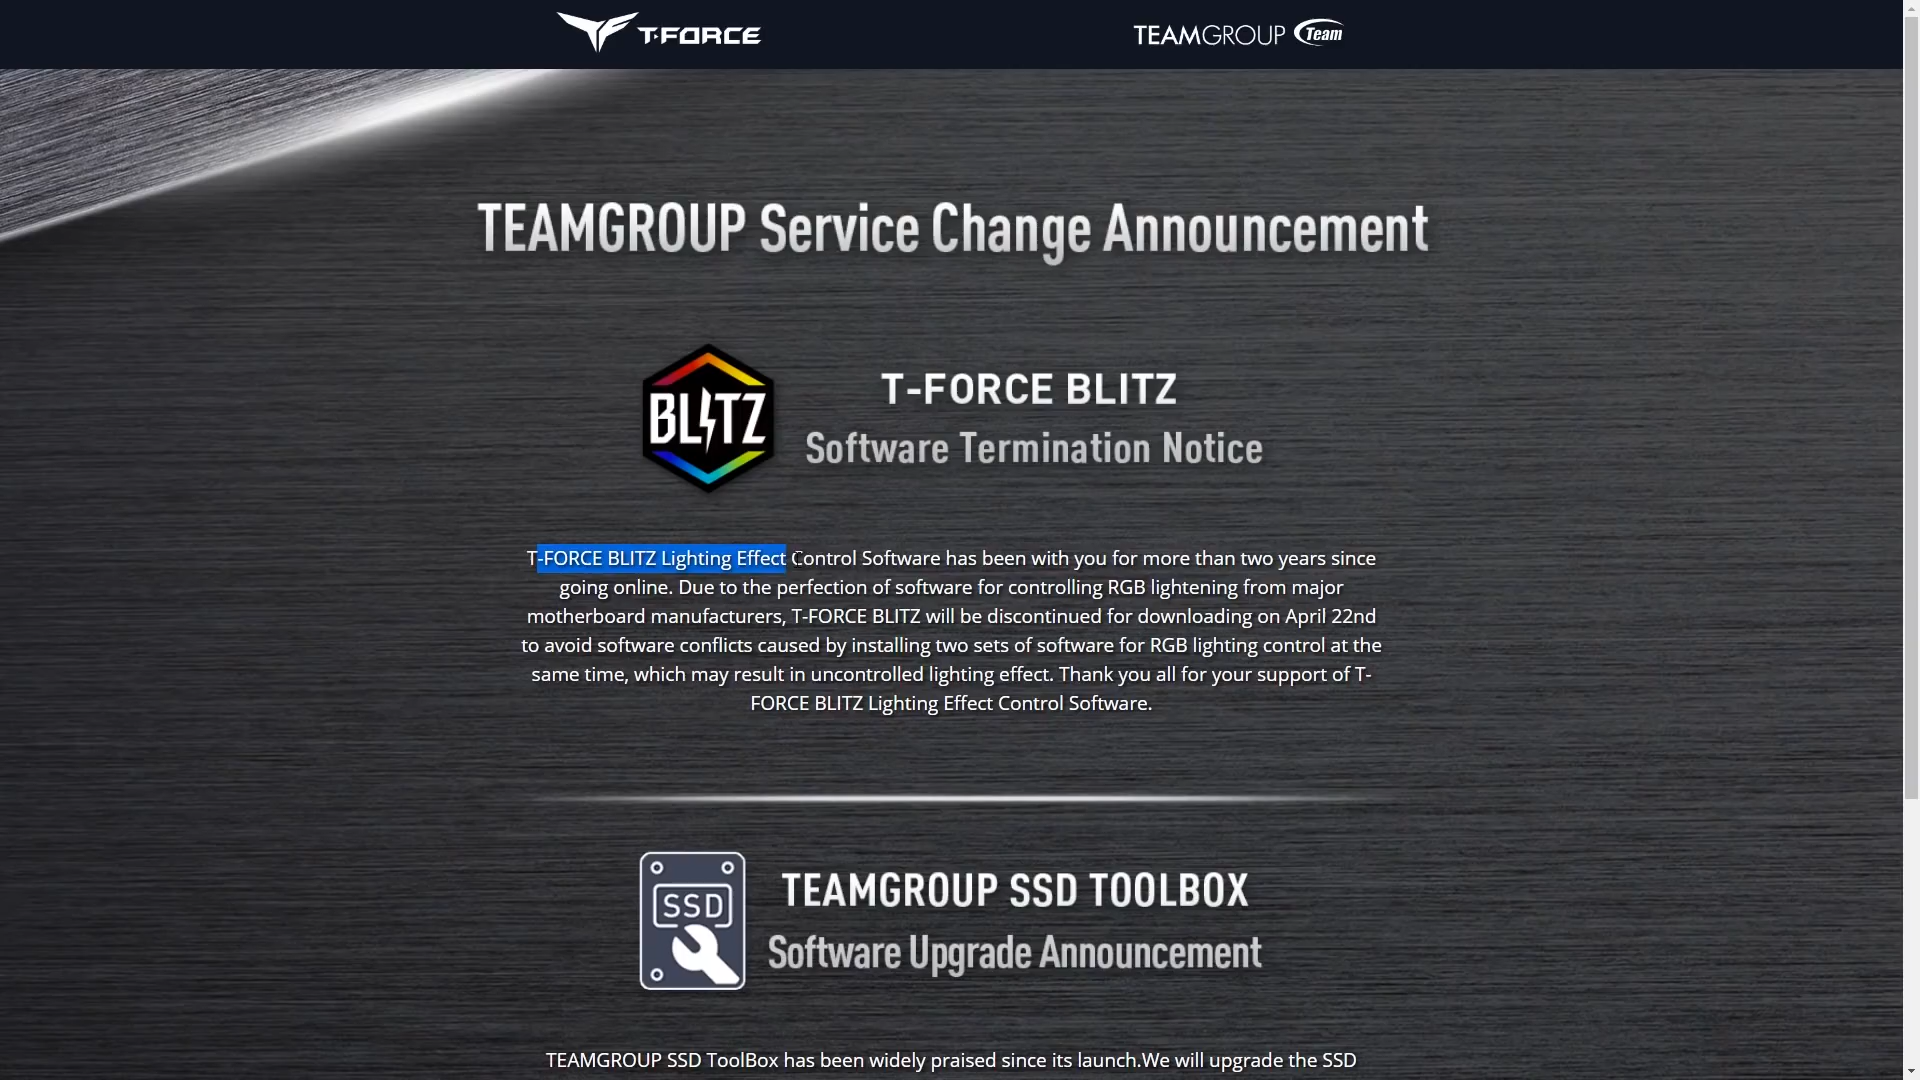 T-FORCE
TEAMGROUP Team
TEAMGROUP Service Change Announcement
BLITZ
T-FORCE BLITZ
Software Termination Notice
T-FORCE BLITZ Lighting Effect Control Software has been with you for more than two years since
going online. Due to the perfection of software for controlling RGB lightening from major
motherboard manufacturers, T-FORCE BLITZ will be discontinued for downloading on April 22nd
to avoid software conflicts caused by installing two sets of software for RGB lighting control at the
same time, which may result in uncontrolled lighting effect. Thank you all for your support of T-
FORCE BLITZ Lighting Effect Control Software.
SSD
TEAMGROUP SSD TOOLBOX
Software Upgrade Announcement
TEAMGROUP SSD ToolBox has been widely praised since its launch.We will upgrade the SSD